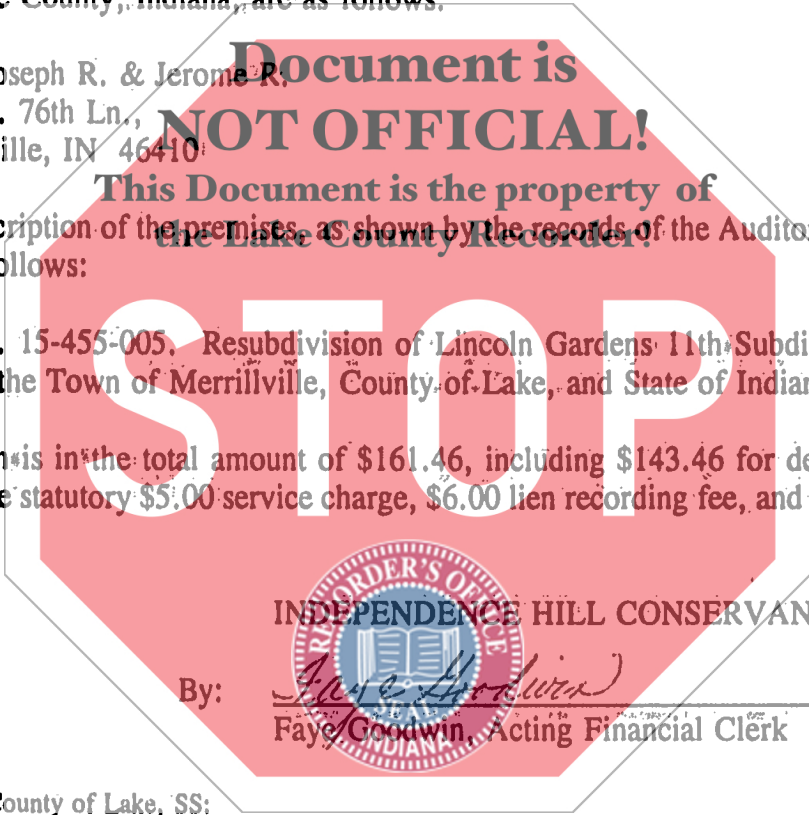 e County, Indiana, are as follows.
Document is
oseph R. & Jerome R.
. 76th Ln.,
NOT OFFICIAL!
ille, IN 46410
This Document is the property of
cription of the premises, as shown by the records of the Auditor
the Lake County Recorder!
ollows:
. 15-455-005. Resubdivision of Lincoln Gardens 11th Subdi
the Town of Merrillville, County of Lake, and State of Indian
STOP
n is in the total amount of $161.46, including $143.46 for de
e statutory $5.00 service charge, $6.00 lien recording fee, and
RECORDER'S OFFICE
SEAL
INDIANA
INDEPENDENCE HILL CONSERVAN
By: Faye Goodwin
Faye Goodwin, Acting Financial Clerk
County of Lake, SS: